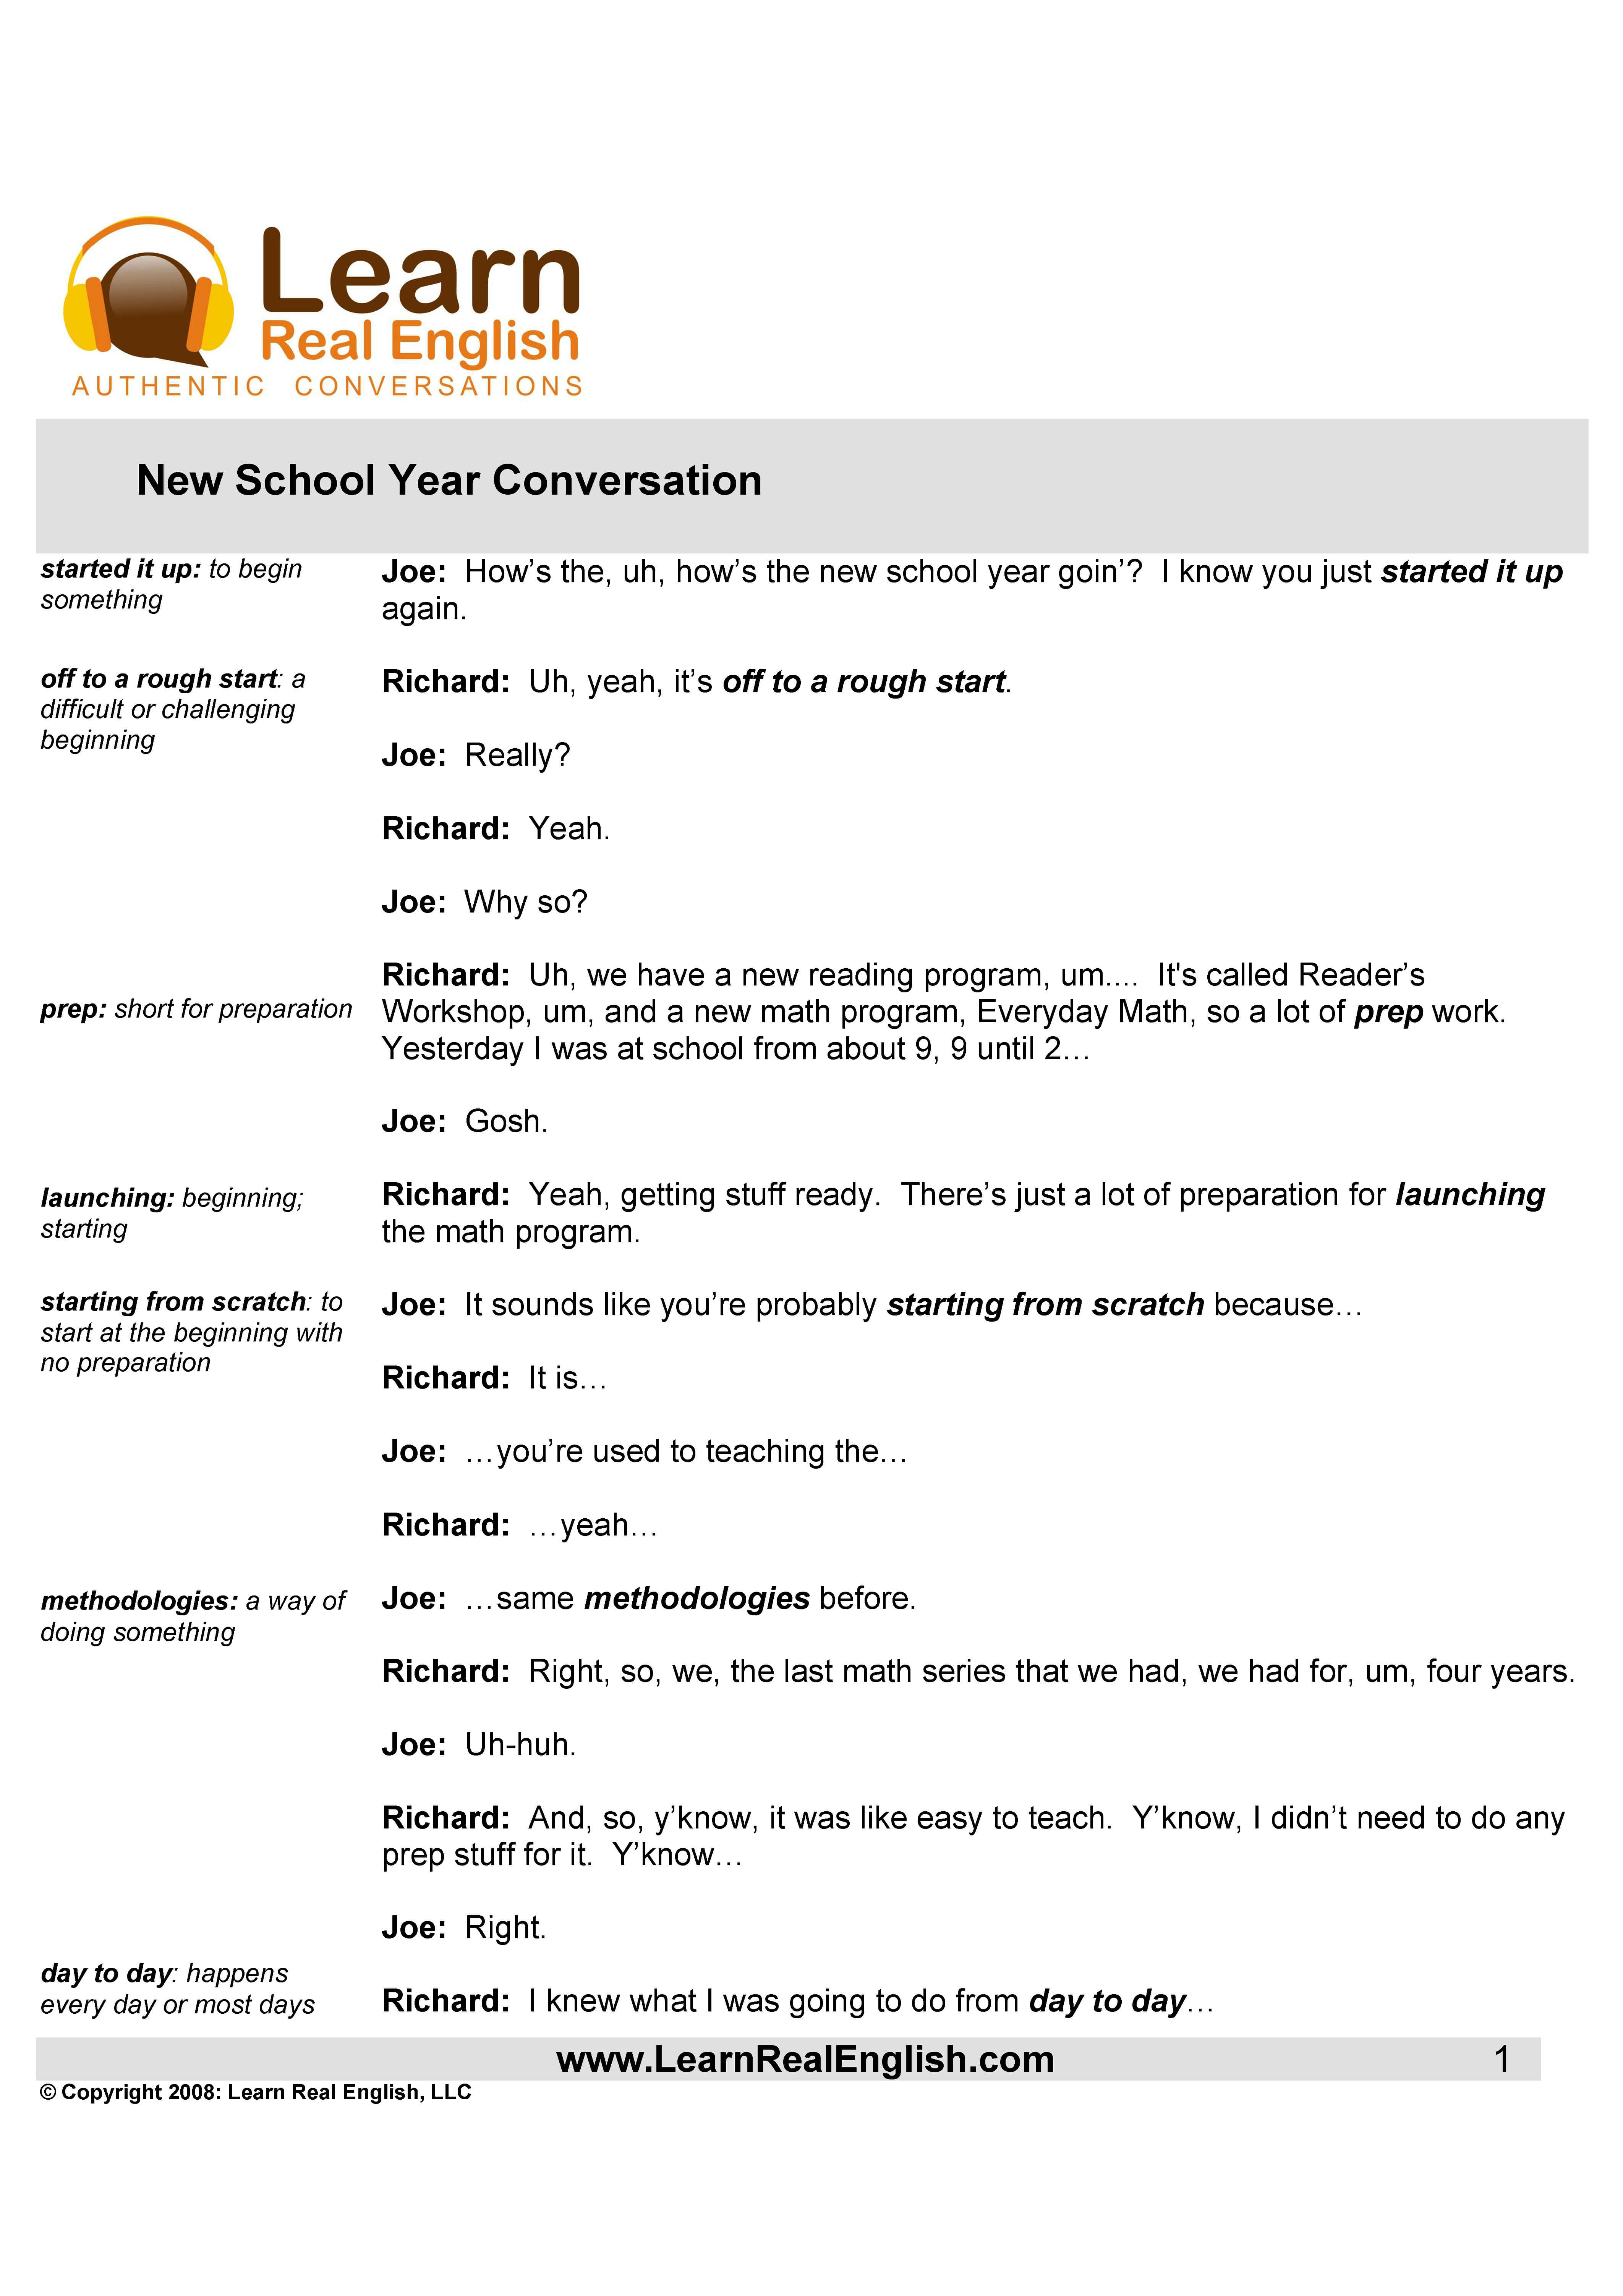 Learn
Real English
AUTHENTIC CONVERSATIONS
New School Year Conversation
started it up: to begin
something
Joe: How’s the, uh, how’s the new school year goin’? I know you just started it up
again.
off to a rough start: a
difficult or challenging
beginning
Richard: Uh, yeah, it’s off to a rough start.
Joe: Really?
Richard: Yeah.
Joe: Why so?
Richard: Uh, we have a new reading program, um.... It's called Reader’s
prep: short for preparation
Workshop, um, and a new math program, Everyday Math, so a lot of prep work.
Yesterday I was at school from about 9, 9 until 2…
Joe: Gosh.
launching: beginning;
starting
Richard: Yeah, getting stuff ready. There’s just a lot of preparation for launching
the math program.
starting from scratch: to
start at the beginning with
no preparation
Joe: It sounds like you’re probably starting from scratch because…
Richard: It is…
Joe: …you’re used to teaching the…
Richard: …yeah…
methodologies: a way of
doing something
Joe: …same methodologies before.
Richard: Right, so, we, the last math series that we had, we had for, um, four years.
Joe: Uh-huh.
Richard: And, so, y’know, it was like easy to teach. Y’know, I didn’t need to do any
prep stuff for it. Y’know…
Joe: Right.
day to day: happens
every day or most days
Richard: I knew what I was going to do from day to day…
www.LearnRealEnglish.com 1
© Copyright 2008: Learn Real English, LLC